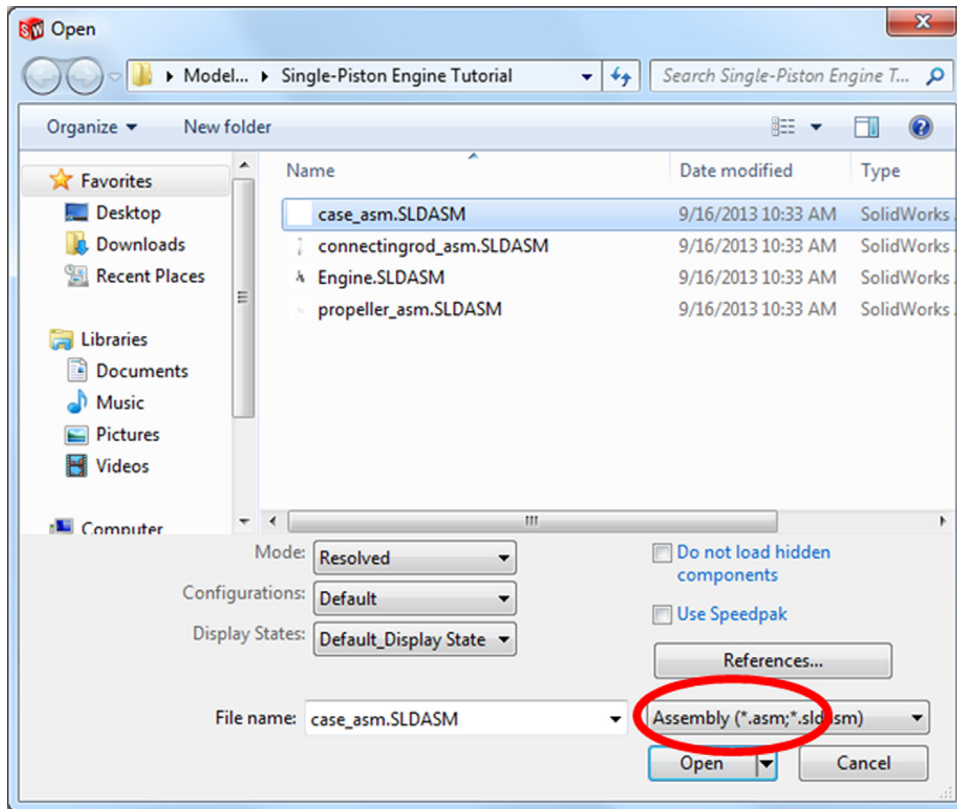 Open
Model... Single-Piston Engine Tutorial Search Single-Piston Engine T...
Organize New folder
Name Date modified Type
Favorites
Desktop
Downloads
Recent Places
Libraries
Documents
Music
Pictures
Videos
Computer
case_asm.SLDASM 9/16/2013 10:33 AM SolidWorks
connectingrod_asm.SLDASM 9/16/2013 10:33 AM SolidWorks
Engine.SLDASM 9/16/2013 10:33 AM SolidWorks
propeller_asm.SLDASM 9/16/2013 10:33 AM SolidWorks
Mode: Resolved
Configurations: Default
Display States: Default_Display State
Do not load hidden
components
Use Speedpak
References...
File name: case_asm.SLDASM Assembly (*.asm;*.sldasm)
Open Cancel